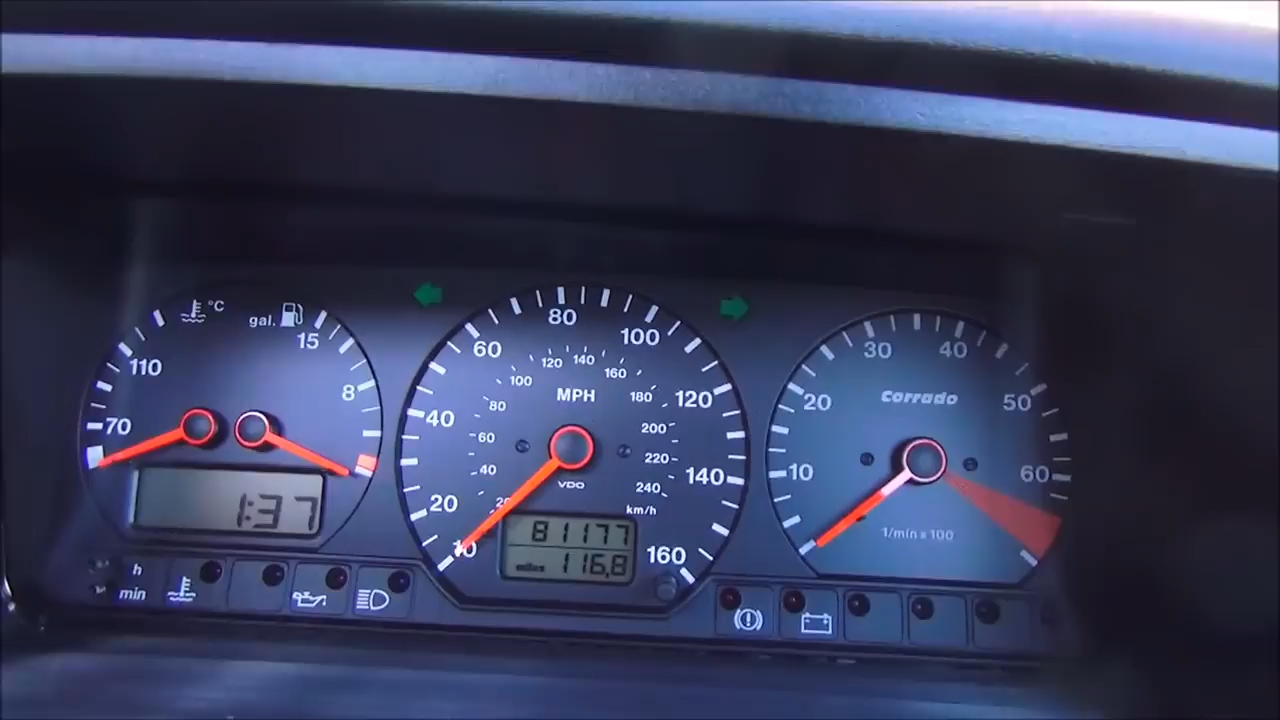 °C
gal.
15
110
8
70
1:37
h
min
80
60
100
120 140 160
100
MPH
180
80
120
40
200
60
220
40
140
240
20
20
km/h
VDO
10
81177
miles 116,8
160
30 40
Corrado
20
50
10
60
1/min x 100